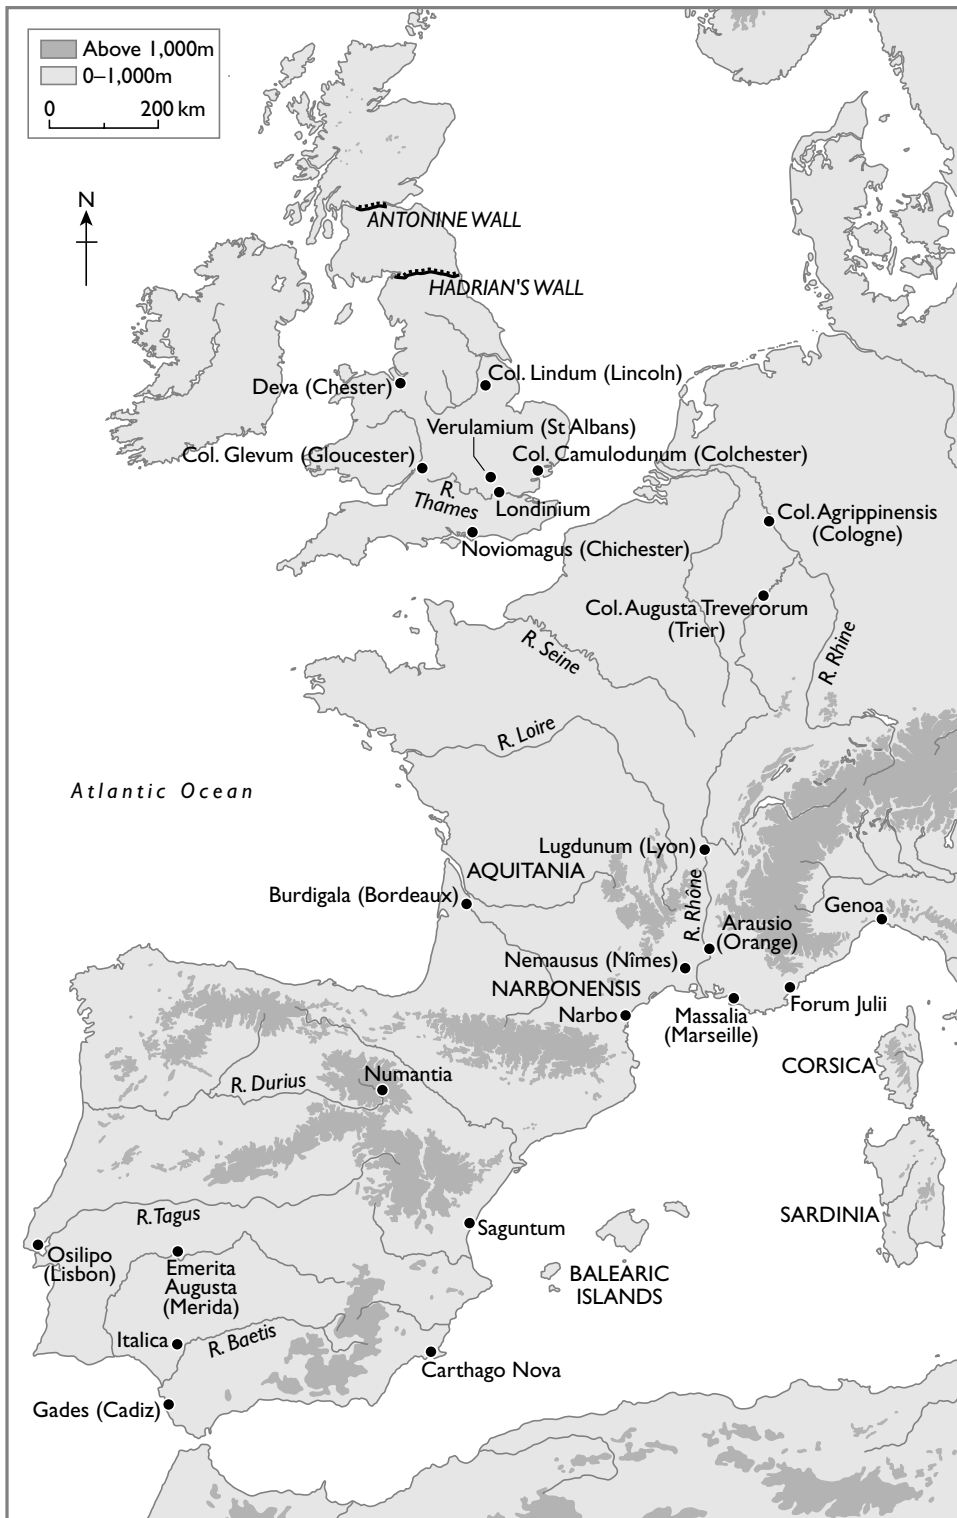 Above 1,000m
0–1,000m
0 200 km
N
ANTONINE WALL
HADRIAN'S WALL
Deva (Chester)
Col. Lindum (Lincoln)
Verulamium (St Albans)
Col. Glevum (Gloucester)
Col. Camulodunum (Colchester)
R.
Thames
Londinium
Noviomagus (Chichester)
Col. Agrippinensis
(Cologne)
Col. Augusta Treverorum
(Trier)
R. Seine
R. Rhine
R. Loire
Atlantic Ocean
Lugdunum (Lyon)
AQUITANIA
Burdigala (Bordeaux)
R. Rhône
Genoa
Arausio
(Orange)
Nemausus (Nîmes)
NARBONENSIS
Narbo
Massalia
(Marseille)
Forum Julii
CORSICA
R. Durius
Numantia
R. Tagus
Saguntum
SARDINIA
Osilipo
(Lisbon)
Emerita
Augusta
(Merida)
BALEARIC
ISLANDS
Italica
R. Baetis
Carthago Nova
Gades (Cadiz)